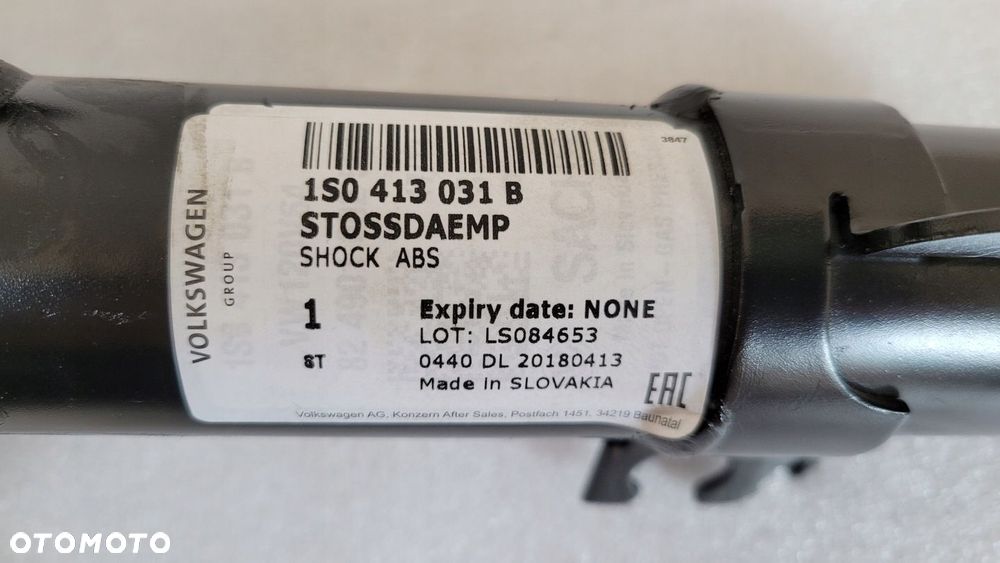 3847
1S0 413 031 B
STOSSDAEMP
SHOCK ABS
VOLKSWAGEN
GROUP
1
ST
Expiry date: NONE
LOT: LS084653
0440 DL 20180413
Made in SLOVAKIA
EAC
Volkswagen AG, Konzern After Sales, Postfach 1451, 34219 Baunatal
OTOMOTO